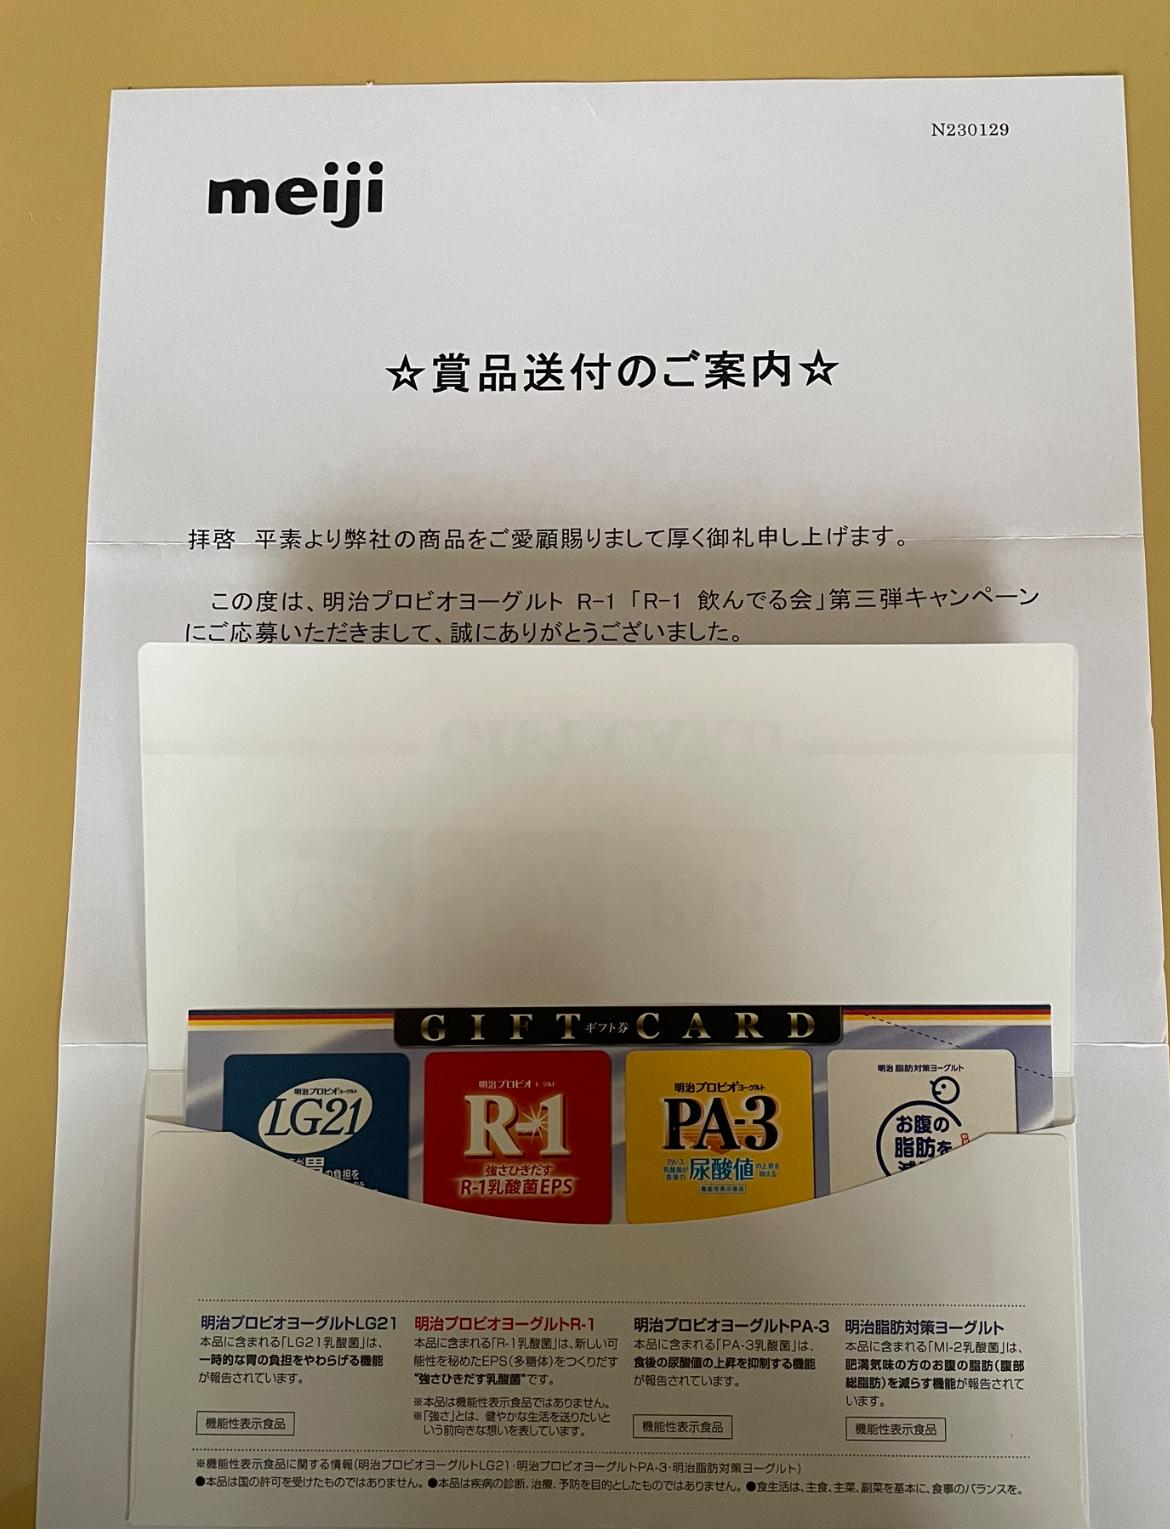 N230129
meiji
☆賞品送付のご案内☆
拝啓 平素より弊社の商品をご愛顧賜りまして厚く御礼申し上げます。
この度は、明治プロビオヨーグルト R-1 「R-1 飲んでる会」第三弾キャンペーン
にご応募いただきまして、誠にありがとうございました。
GIFT ギフト券 CARD
明治プロビオヨーグルト
LG21
の負担を
明治プロビオヨーグルト
R-1
強さひきだす
R-1乳酸菌EPS
明治プロビオヨーグルト
PA-3
PA-3
乳酸菌が
食後の
尿酸値
の上昇を
抑える
機能性表示食品
明治 脂肪対策ヨーグルト
お腹の
脂肪を
明治プロビオヨーグルトLG21
本品に含まれる「LG21乳酸菌」は、
一時的な胃の負担をやわらげる機能
が報告されています。
機能性表示食品
明治プロビオヨーグルトR-1
本品に含まれる「R-1乳酸菌」は、新しい可
能性を秘めたEPS(多糖体)をつくりだす
"強さひきだす乳酸菌"です。
※本品は機能性表示食品ではありません。
※「強さ」とは、健やかな生活を送りたいと
いう前向きな想いを表しています。
明治プロビオヨーグルトPA-3
本品に含まれる「PA-3乳酸菌」は、
食後の尿酸値の上昇を抑制する機能
が報告されています。
機能性表示食品
明治脂肪対策ヨーグルト
本品に含まれる「MI-2乳酸菌」は、
肥満気味の方のお腹の脂肪(腹部
総脂肪)を減らす機能が報告されて
います。
機能性表示食品
※機能性表示食品に関する情報(明治プロビオヨーグルトLG21・明治プロビオヨーグルトPA-3・明治脂肪対策ヨーグルト)
●本品は国の許可を受けたものではありません。●本品は疾病の診断、治療、予防を目的としたものではありません。●食生活は、主食、主菜、副菜を基本に、食事のバランスを。